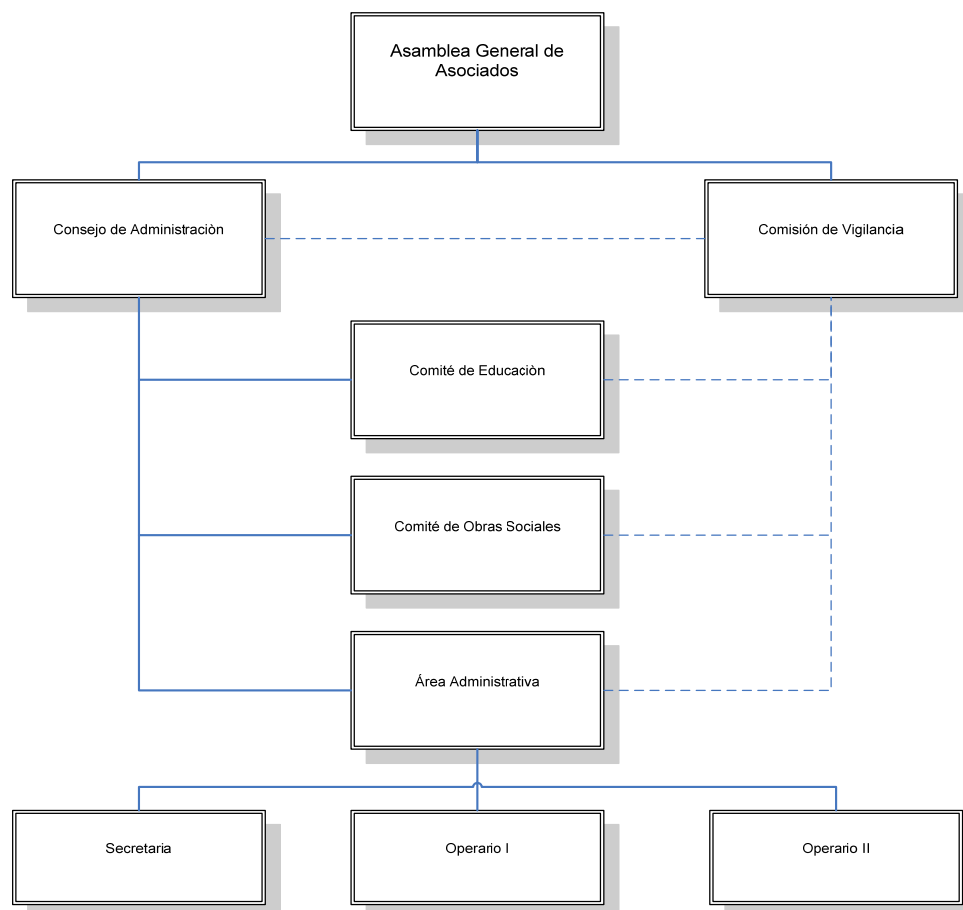 Asamblea General de
Asociados
Consejo de Administraciòn
Comisión de Vigilancia
Comité de Educaciòn
Comité de Obras Sociales
Área Administrativa
Secretaria
Operario I
Operario II